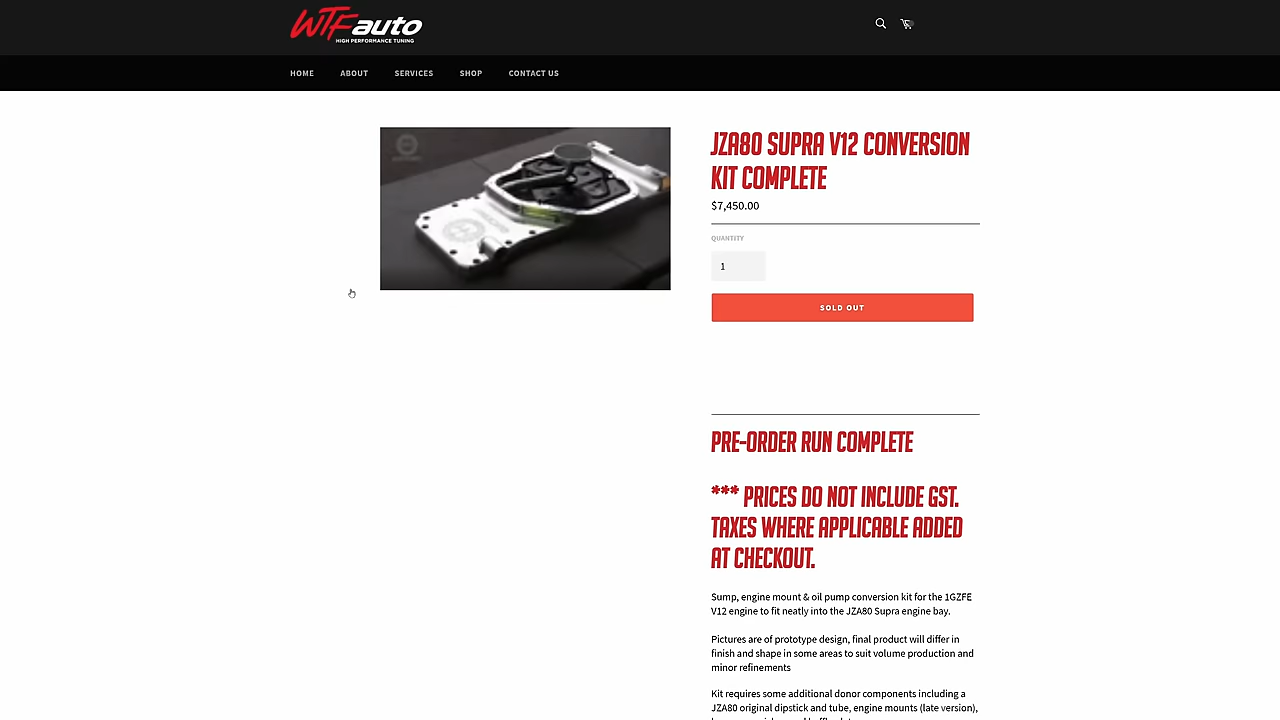 WTFauto
HIGH PERFORMANCE TUNING
HOME
ABOUT
SERVICES
SHOP
CONTACT US
JZA80 SUPRA V12 CONVERSION
KIT COMPLETE
$7,450.00
QUANTITY
1
SOLD OUT
PRE-ORDER RUN COMPLETE
*** PRICES DO NOT INCLUDE GST.
TAXES WHERE APPLICABLE ADDED
AT CHECKOUT.
Sump, engine mount & oil pump conversion kit for the 1GZFE
V12 engine to fit neatly into the JZA80 Supra engine bay.
Pictures are of prototype design, final product will differ in
finish and shape in some areas to suit volume production and
minor refinements
Kit requires some additional donor components including a
JZA80 original dipstick and tube, engine mounts (late version),